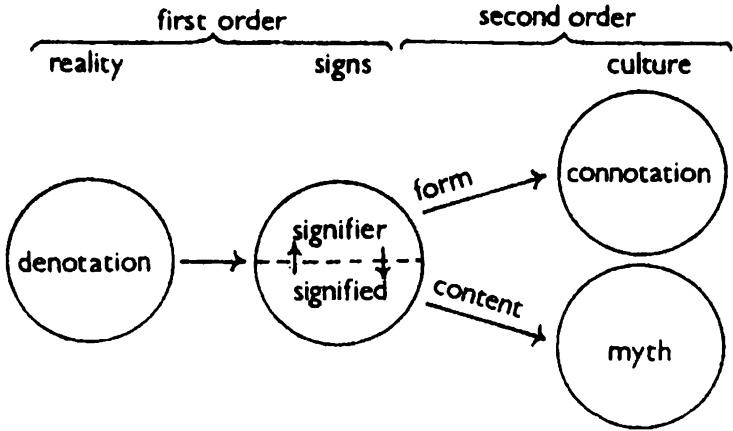 first order second order
reality signs culture
form
connotation
signifier
denotation
signified
content
myth